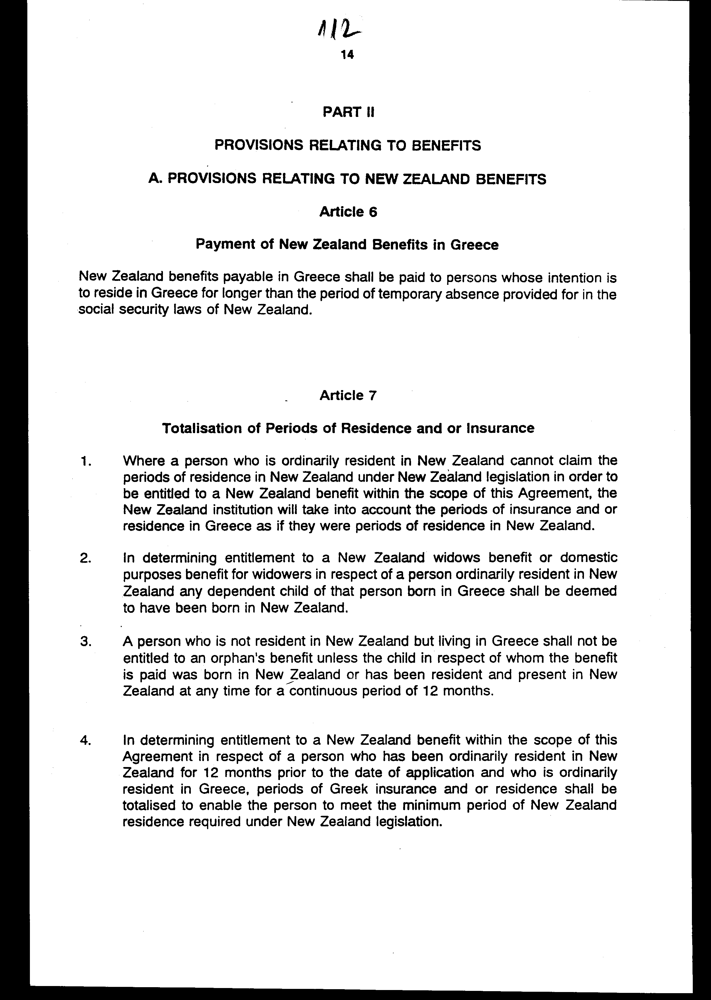 112
14
PART II
PROVISIONS RELATING TO BENEFITS
A. PROVISIONS RELATING TO NEW ZEALAND BENEFITS
Article 6
Payment of New Zealand Benefits in Greece
New Zealand benefits payable in Greece shall be paid to persons whose intention is
to reside in Greece for longer than the period of temporary absence provided for in the
social security laws of New Zealand.
Article 7
Totalisation of Periods of Residence and or Insurance
1. Where a person who is ordinarily resident in New Zealand cannot claim the
periods of residence in New Zealand under New Zealand legislation in order to
be entitled to a New Zealand benefit within the scope of this Agreement, the
New Zealand institution will take into account the periods of insurance and or
residence in Greece as if they were periods of residence in New Zealand.
2. In determining entitlement to a New Zealand widows benefit or domestic
purposes benefit for widowers in respect of a person ordinarily resident in New
Zealand any dependent child of that person born in Greece shall be deemed
to have been born in New Zealand.
3. A person who is not resident in New Zealand but living in Greece shall not be
entitled to an orphan's benefit unless the child in respect of whom the benefit
is paid was born in New Zealand or has been resident and present in New
Zealand at any time for a continuous period of 12 months.
4. In determining entitlement to a New Zealand benefit within the scope of this
Agreement in respect of a person who has been ordinarily resident in New
Zealand for 12 months prior to the date of application and who is ordinarily
resident in Greece, periods of Greek insurance and or residence shall be
totalised to enable the person to meet the minimum period of New Zealand
residence required under New Zealand legislation.